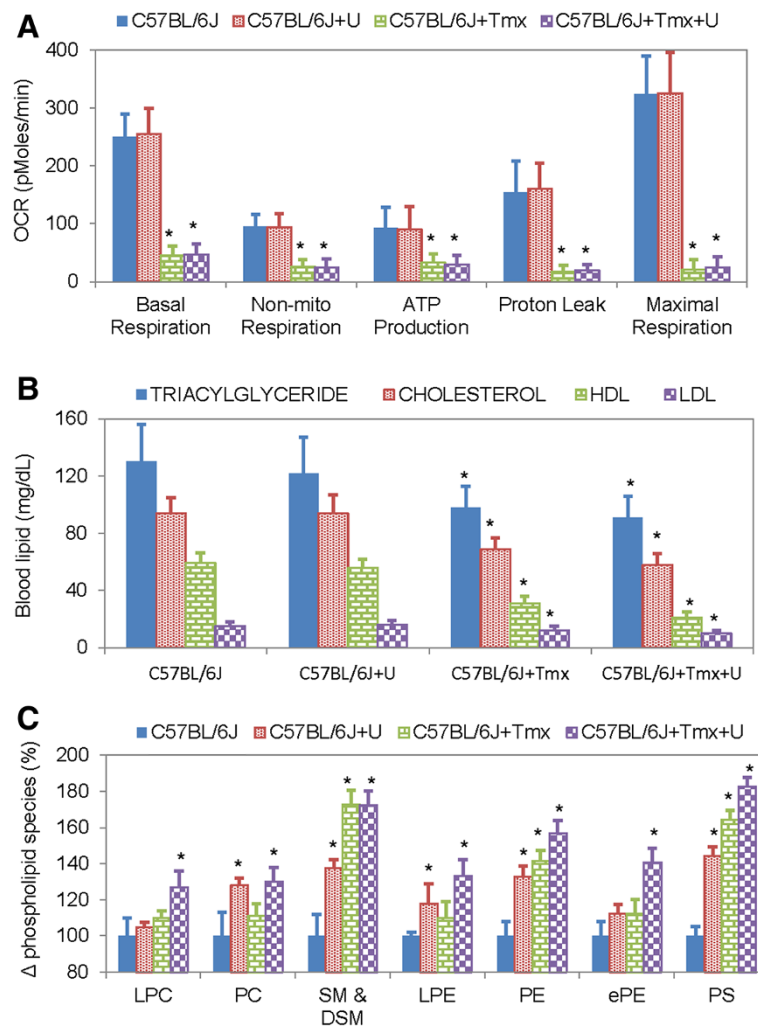 A
C57BL/6J C57BL/6J+U C57BL/6J+Tmx C57BL/6J+Tmx+U
OCR (pMoles/min)
400
300
200
100
0
* * * * * * * * * *
Basal Respiration
Non-mito Respiration
ATP Production
Proton Leak
Maximal Respiration
B
TRIACYLGLYCERIDE CHOLESTEROL HDL LDL
Blood lipid (mg/dL)
160
120
80
40
0
* * * * * * * *
C57BL/6J C57BL/6J+U C57BL/6J+Tmx C57BL/6J+Tmx+U
C
C57BL/6J C57BL/6J+U C57BL/6J+Tmx C57BL/6J+Tmx+U
Δ phospholipid species (%)
200
180
160
140
120
100
80
* * * * * * * * * * * * * * *
LPC
PC
SM & DSM
LPE
PE
ePE
PS